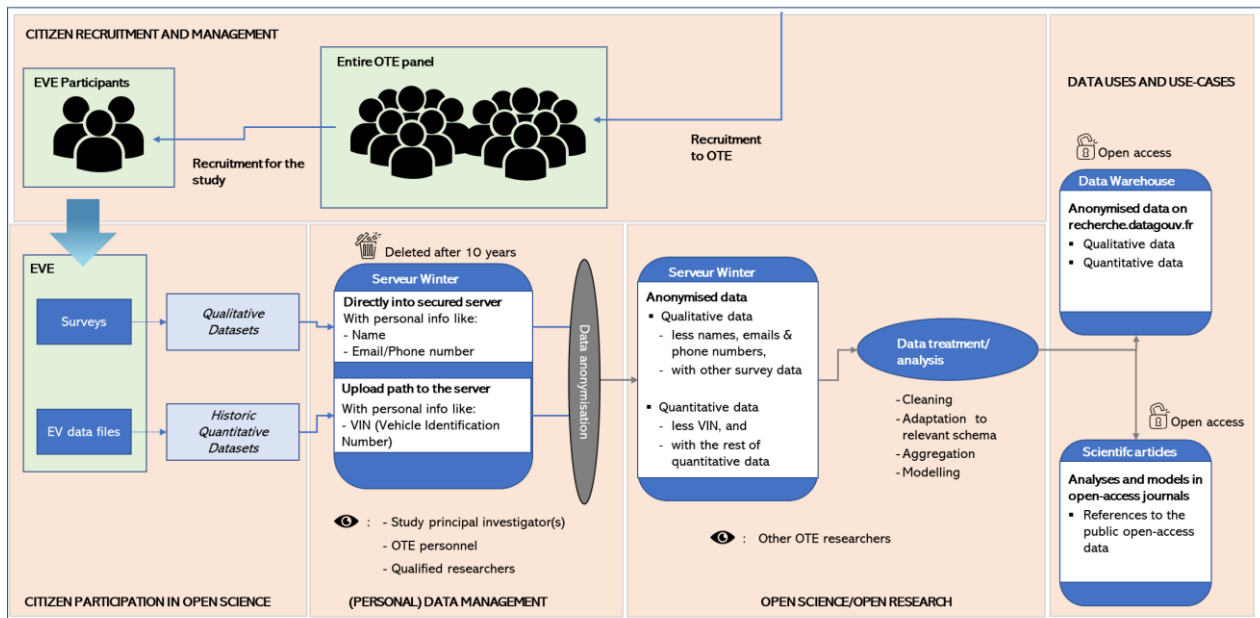 CITIZEN RECRUITMENT AND MANAGEMENT
EVE Participants
Entire OTE panel
Recruitment for the
study
Recruitment
to OTE
EVE
Surveys
EV data files
Qualitative
Datasets
Historic
Quantitative
Datasets
CITIZEN PARTICIPATION IN OPEN SCIENCE
Deleted after 10 years
Serveur Winter
Directly into secured server
With personal info like:
- Name
- Email/Phone number
Upload path to the server
With personal info like:
- VIN (Vehicle Identification
Number)
Data anonymisation
: - Study principal investigator(s)
- OTE personnel
- Qualified researchers
(PERSONAL) DATA MANAGEMENT
Serveur Winter
Anonymised data
▪ Qualitative data
- less names, emails &
phone numbers,
- with other survey data
▪ Quantitative data
- less VIN, and
- with the rest of
quantitative data
Data treatment/
analysis
- Cleaning
- Adaptation to
relevant schema
- Aggregation
- Modelling
: Other OTE researchers
OPEN SCIENCE/OPEN RESEARCH
DATA USES AND USE-CASES
Open access
Data Warehouse
Anonymised data on
recherche.datagouv.fr
▪ Qualitative data
▪ Quantitative data
Open access
Scientifc articles
Analyses and models in
open-access journals
▪ References to the
public open-access
data